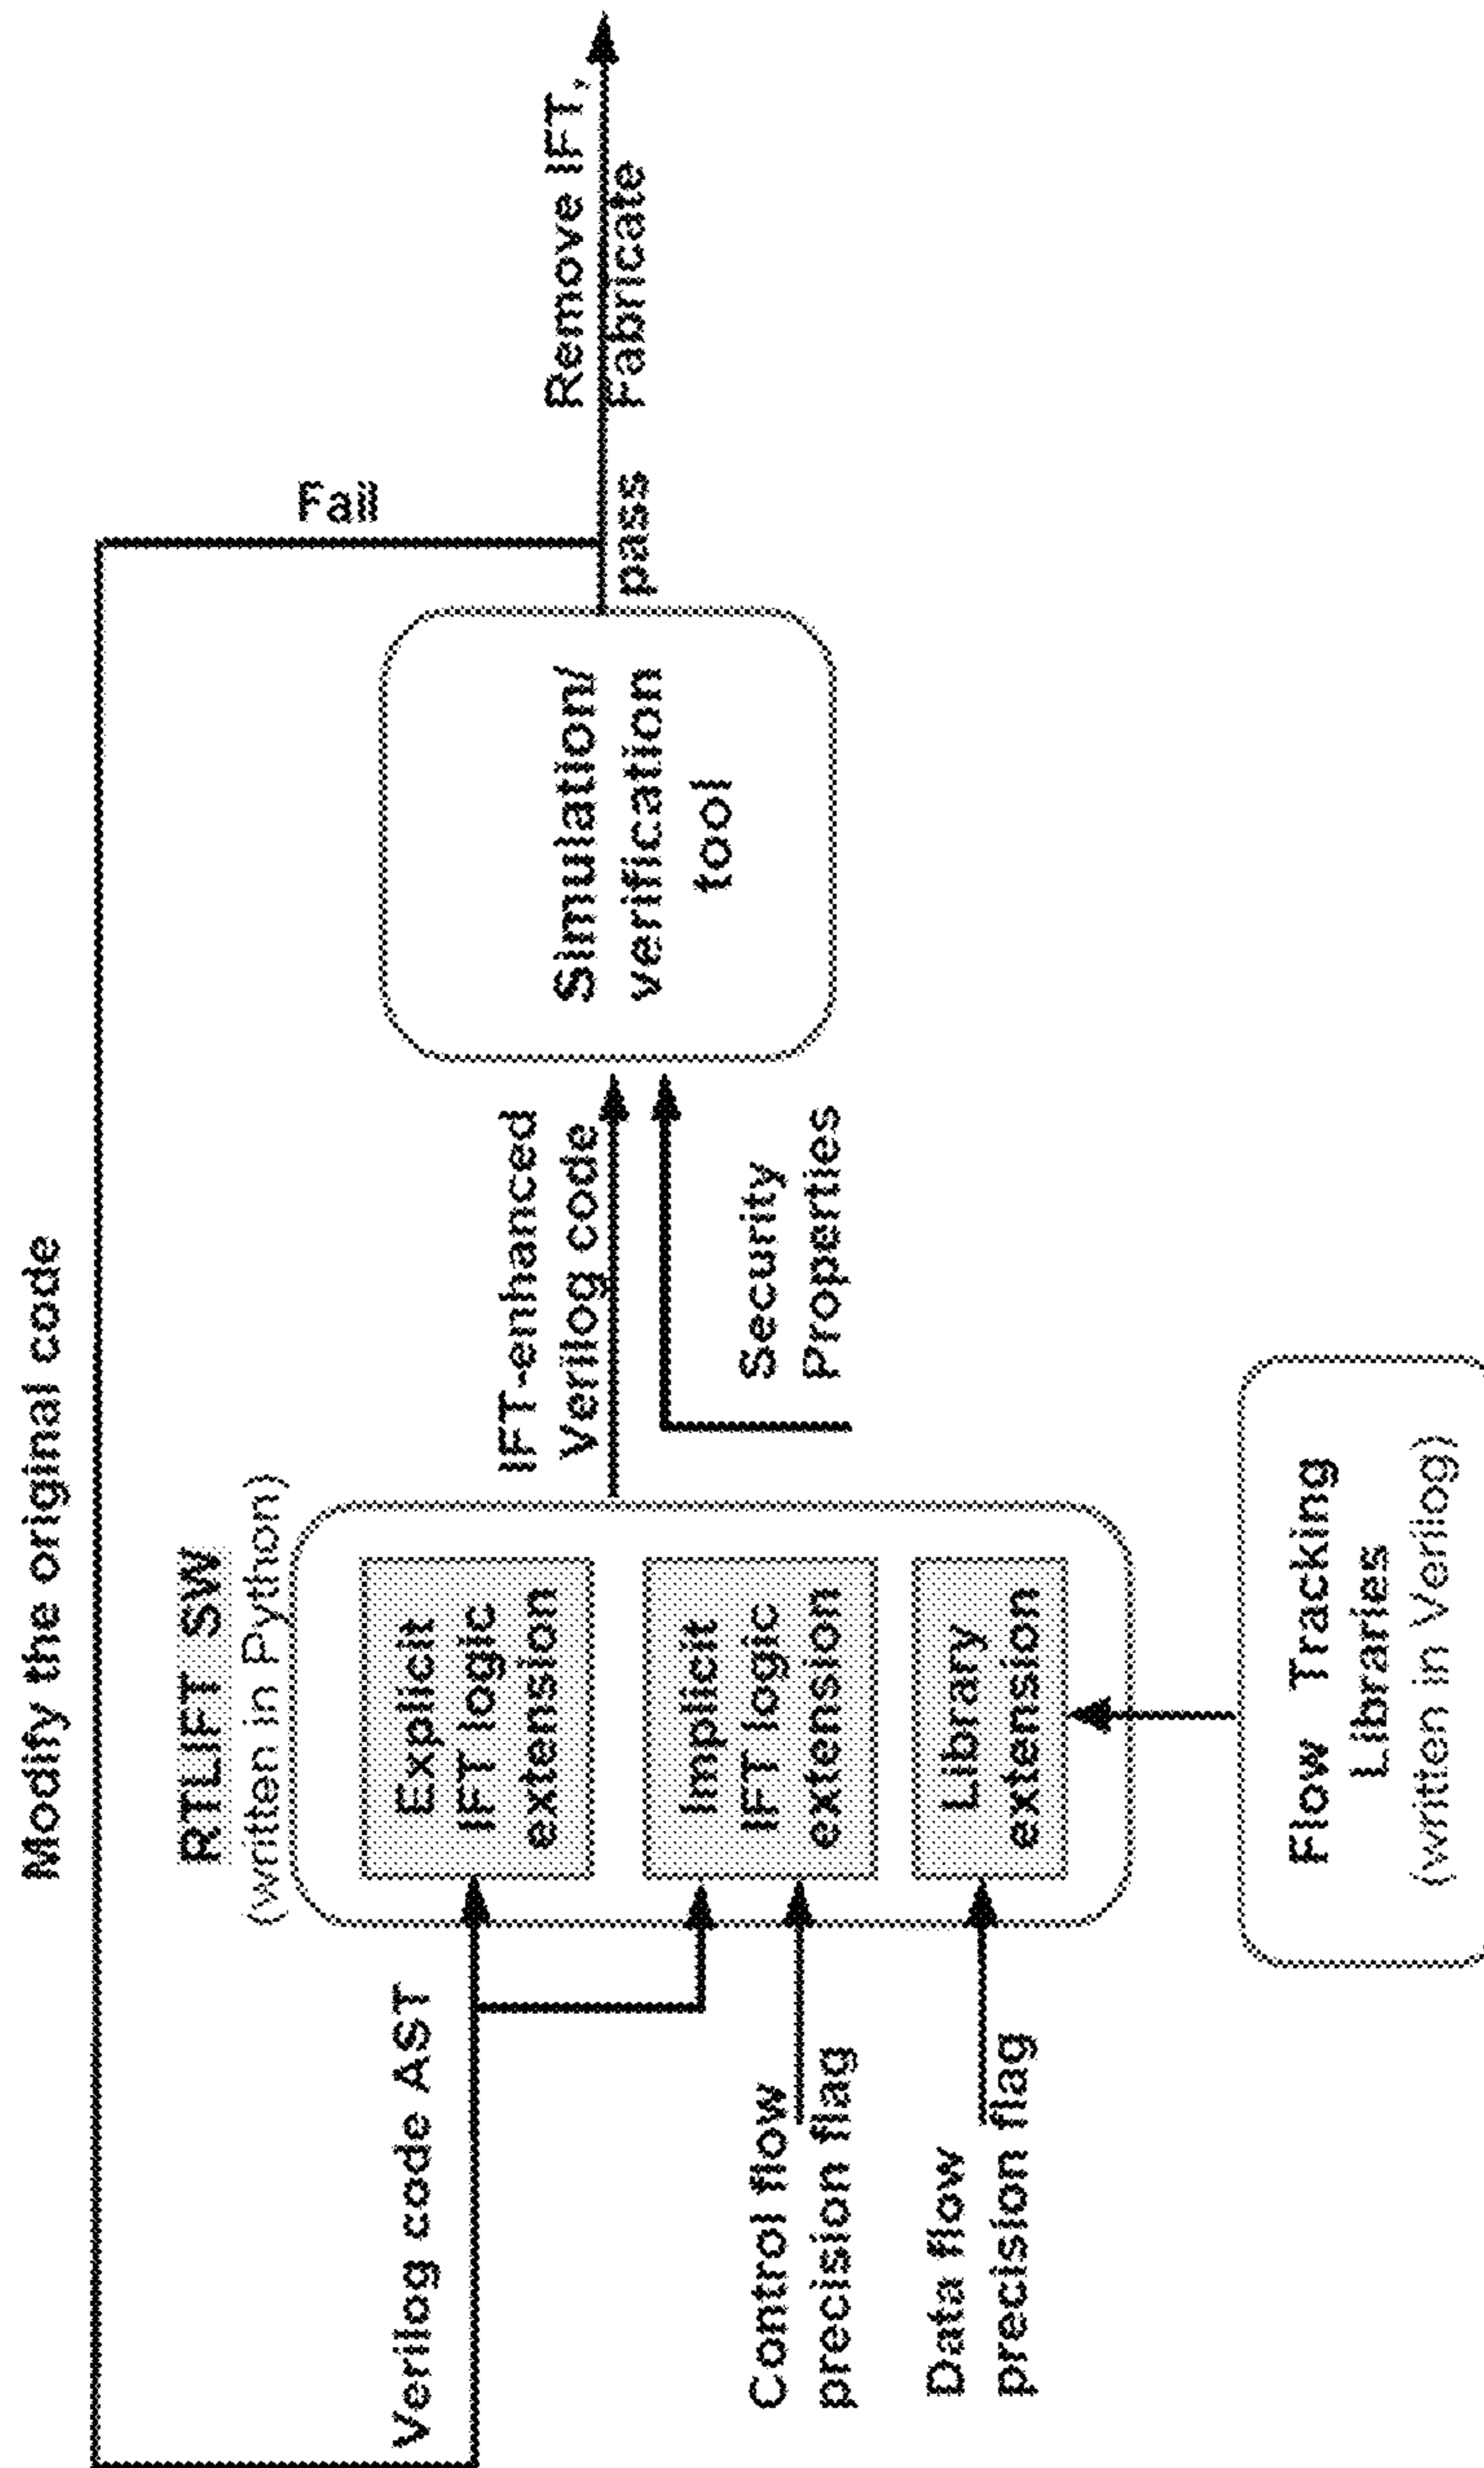 Modify the original code
Fail
RTLIFT SW
(written in Python)
Verilog code AST
Explicit
IFT logic
extension
Implicit
IFT logic
extension
Library
extension
Control flow
precision flag
Data flow
precision flag
IFT-enhanced
Verilog code
Security
Properties
Simulation/
verification
tool
pass
Remove IFT,
Fabricate
Flow Tracking
Libraries
(written in Verilog)